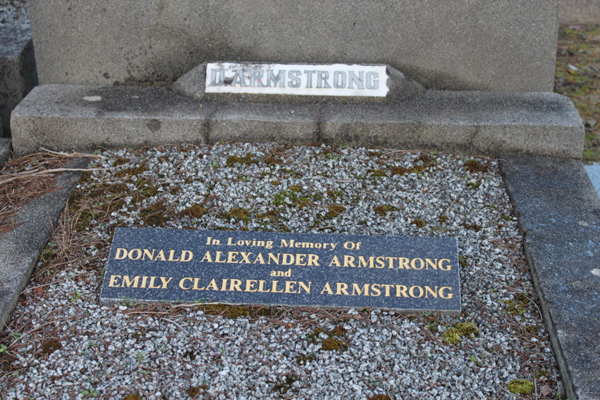 D. ARMSTRONG
In Loving Memory Of
DONALD ALEXANDER ARMSTRONG
and
EMILY CLAIRELLEN ARMSTRONG